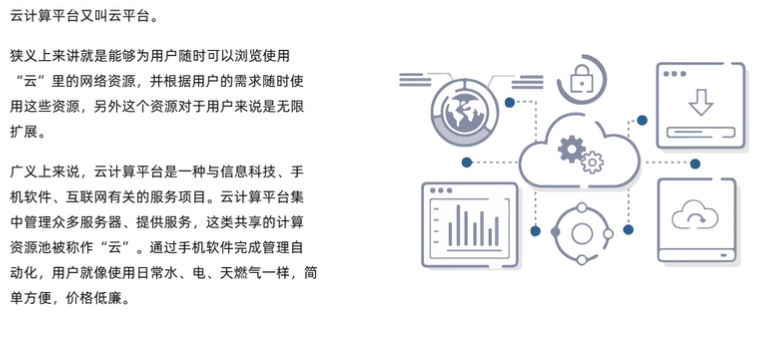 云计算平台又叫云平台。
狭义上来讲就是能够为用户随时可以浏览使用
“云”里的网络资源，并根据用户的需求随时使
用这些资源，另外这个资源对于用户来说是无限
扩展。
广义上来说，云计算平台是一种与信息科技、手
机软件、互联网有关的服务项目。云计算平台集
中管理众多服务器、提供服务，这类共享的计算
资源池被称作“云”。通过手机软件完成管理自
动化，用户就像使用日常水、电、天燃气一样，简
单方便，价格低廉。